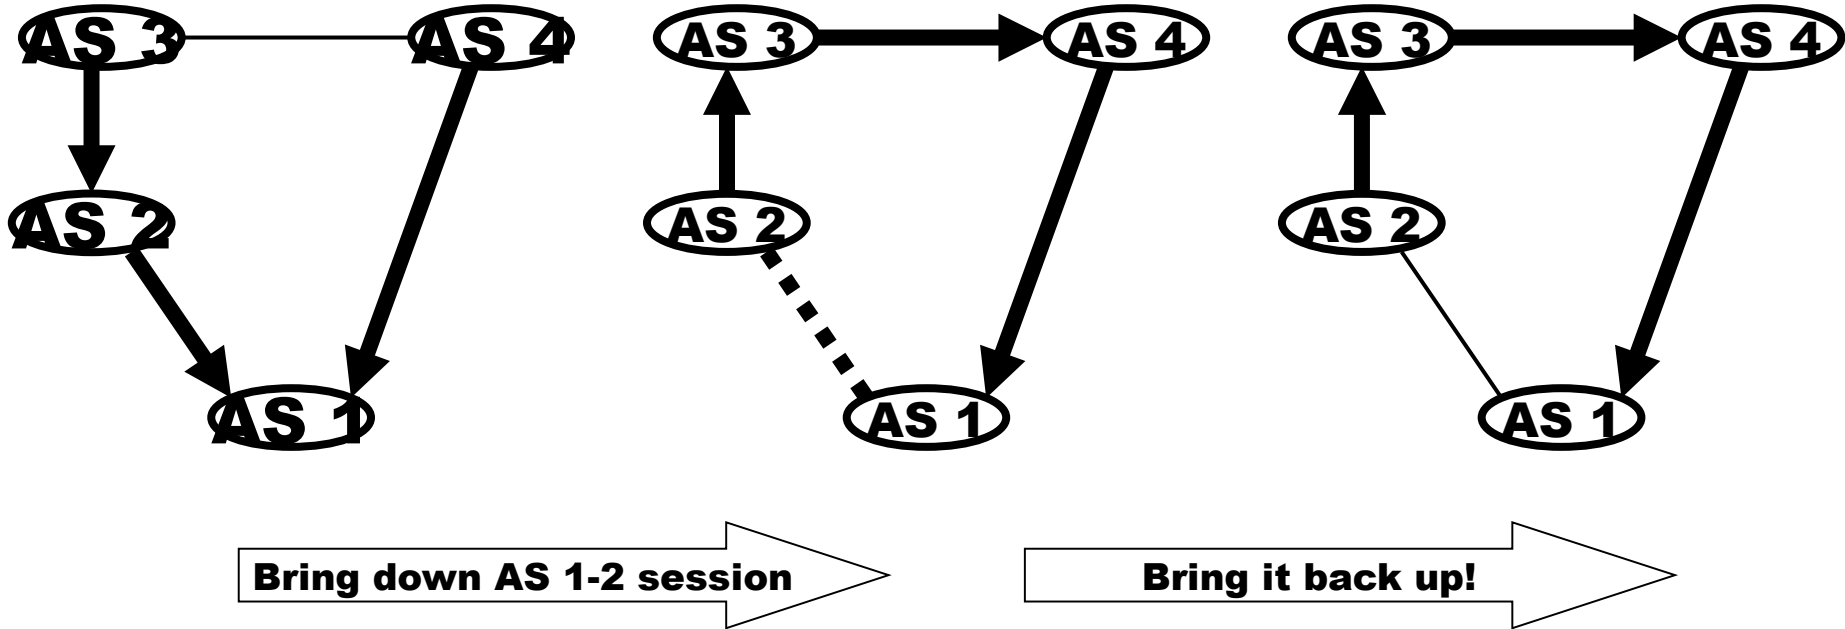 AS 3
AS 4
AS 3
AS 4
AS 3
AS 4
AS 2
AS 2
AS 2
AS 1
AS 1
AS 1
Bring down AS 1-2 session
Bring it back up!